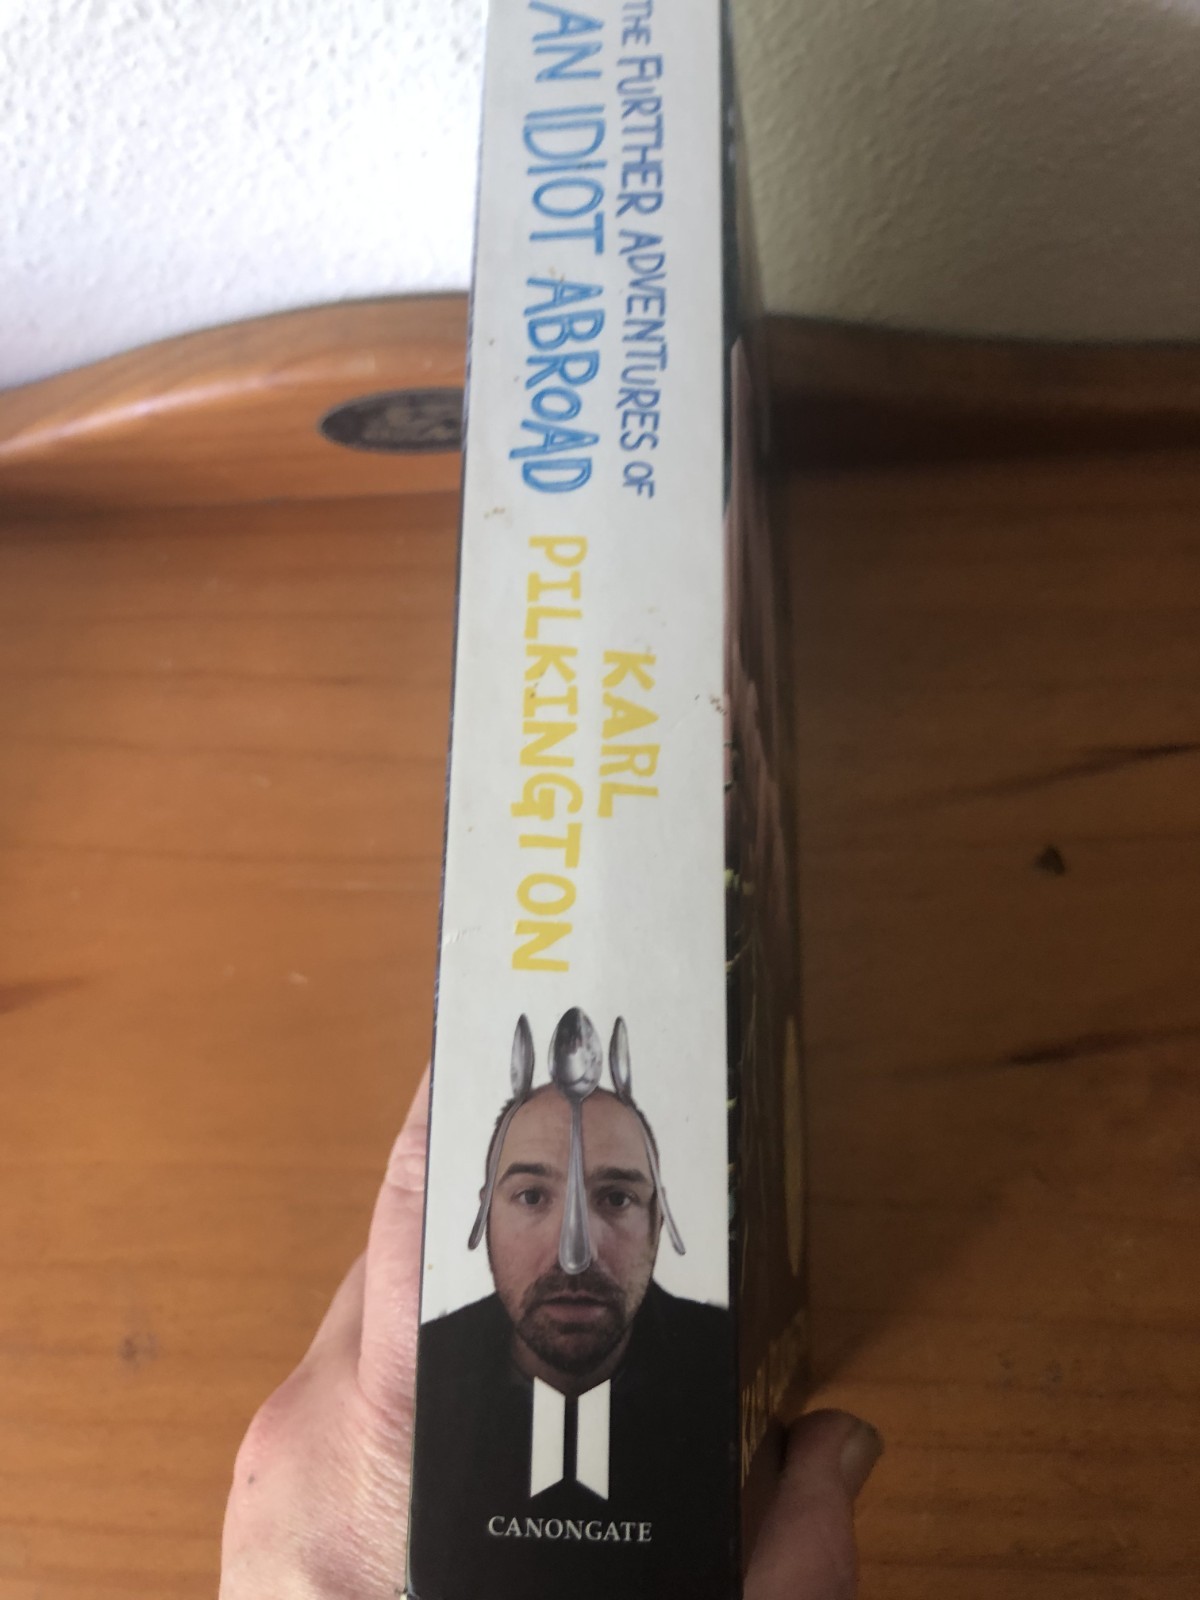 THE FURTHER ADVENTURES OF
AN IDIOT ABROAD
KARL
PILKINGTON
CANONGATE